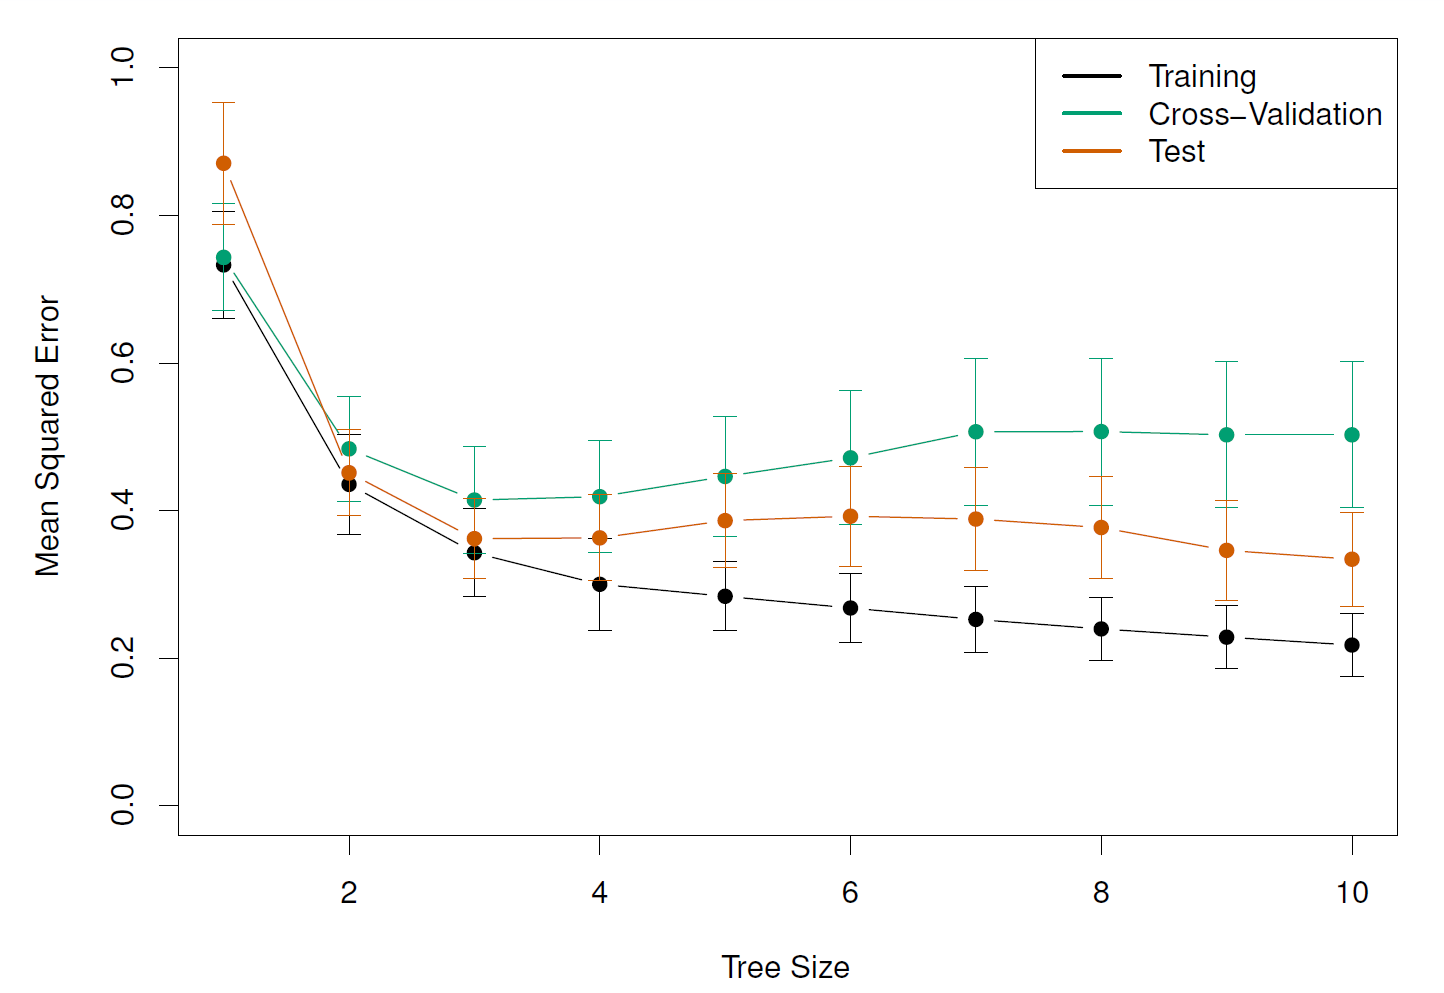 Training
Cross−Validation
Test
Mean Squared Error
1.0
0.8
0.6
0.4
0.2
0.0
2 4 6 8 10
Tree Size